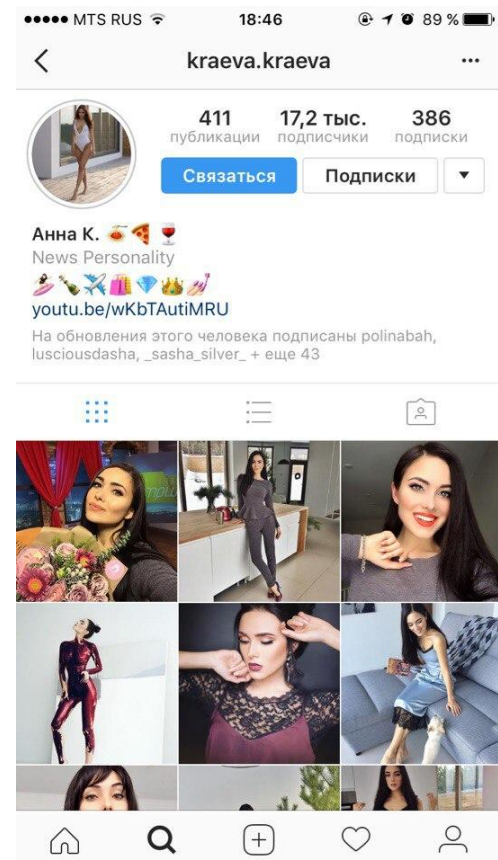 MTS RUS 18:46 89 %
kraeva.kraeva
411 17,2 тыс. 386
публикации подписчики подписки
Связаться Подписки
Анна К.
News Personality
youtu.be/wKbTAutiMRU
На обновления этого человека подписаны polinabah,
lusciousdasha, _sasha_silver_ + еще 43